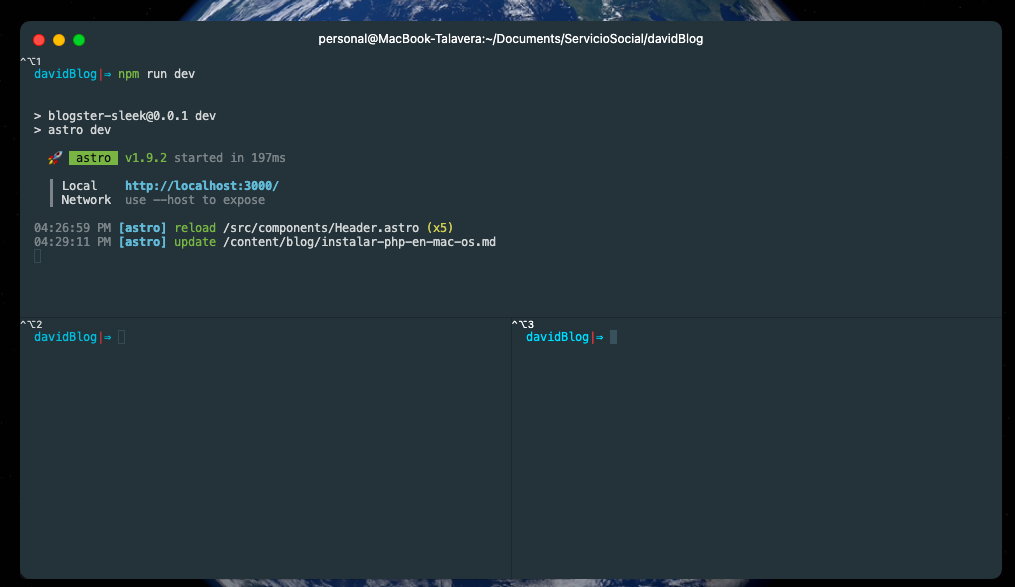 personal@MacBook-Talavera:~/Documents/ServicioSocial/davidBlog
^⌥1
davidBlog|⇒ npm run dev
> blogster-sleek@0.0.1 dev
> astro dev
🚀 astro v1.9.2 started in 197ms
┃ Local http://localhost:3000/
┃ Network use --host to expose
04:26:59 PM [astro] reload /src/components/Header.astro (x5)
04:29:11 PM [astro] update /content/blog/instalar-php-en-mac-os.md
^⌥2
davidBlog|⇒
^⌥3
davidBlog|⇒